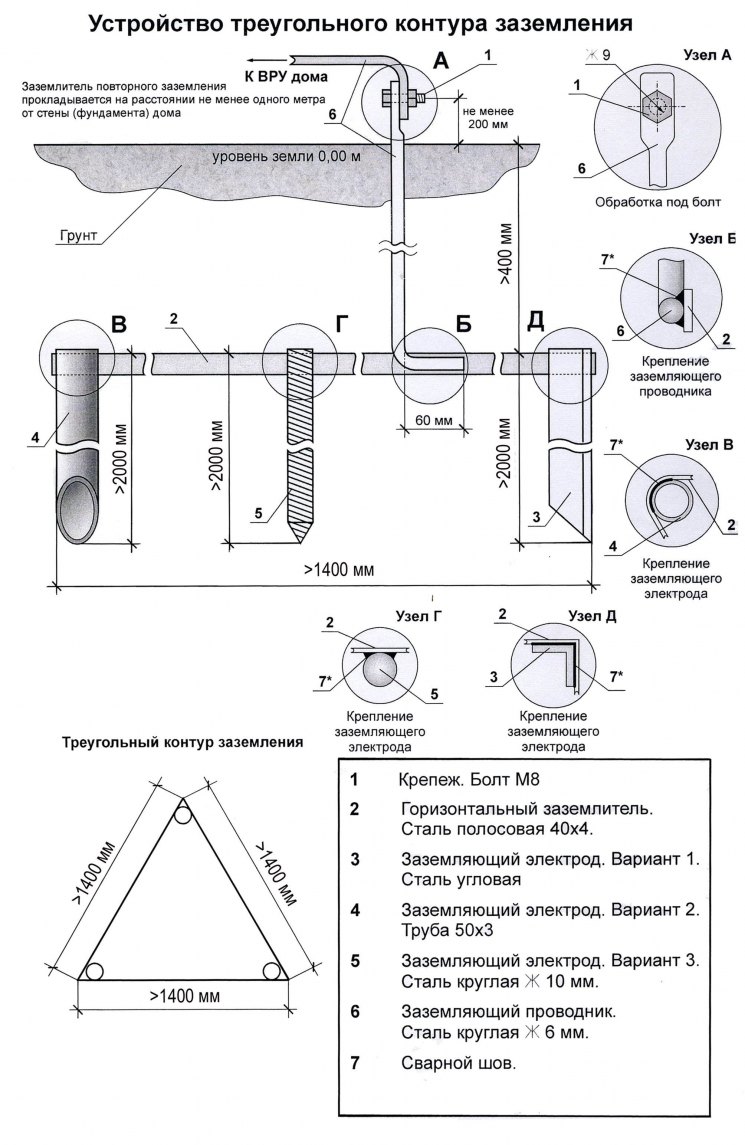 Устройство треугольного контура заземления
К ВРУ дома
А
1
Ж 9
Узел А
1
Заземлитель повторного заземления
прокладывается на расстоянии не менее одного метра
от стены (фундамента) дома
6
не менее
200 мм
уровень земли 0,00 м
6
Обработка под болт
Грунт
>400 мм
Узел Б
7*
6
2
Крепление
заземляющего
проводника
В
2
Г
Б
Д
4
>2000 мм
>2000 мм
60 мм
>2000 мм
5
3
>1400 мм
Узел В
7*
2
4
Крепление
заземляющего
электрода
Узел Г
2
7*
5
Крепление
заземляющего
электрода
Узел Д
2
3
7*
Крепление
заземляющего
электрода
Треугольный контур заземления
>1400 мм
>1400 мм
>1400 мм
1 Крепеж. Болт М8
2 Горизонтальный заземлитель.
Сталь полосовая 40х4.
3 Заземляющий электрод. Вариант 1.
Сталь угловая
4 Заземляющий электрод. Вариант 2.
Труба 50х3
5 Заземляющий электрод. Вариант 3.
Сталь круглая Ж 10 мм.
6 Заземляющий проводник.
Сталь круглая Ж 6 мм.
7 Сварной шов.